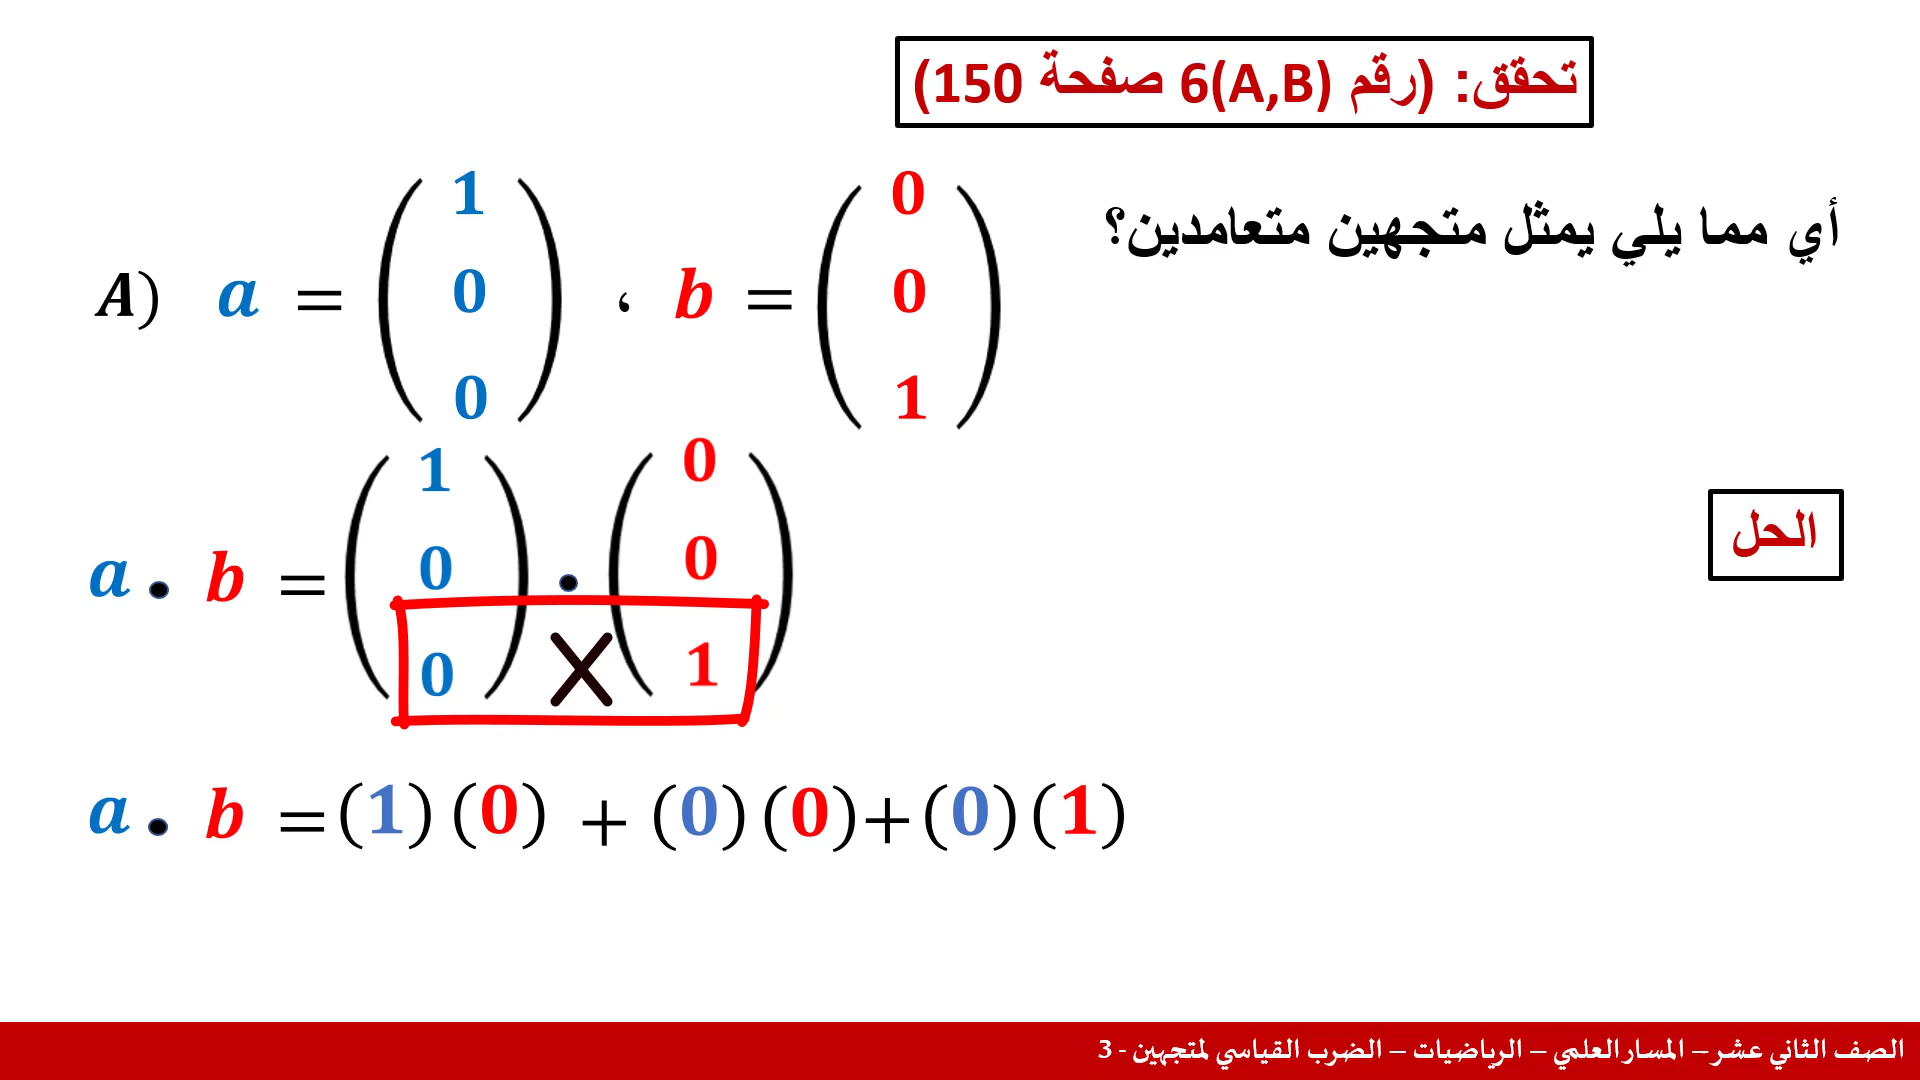 تحقق: (رقم 6(A,B) صفحة 150)
أي مما يلي يمثل متجهين متعامدين؟
A) a = (1 0 0) ، b = (0 0 1)
الحل
a . b = (1 0 0) . (0 0 1)
X
a . b = (1)(0) + (0)(0)+(0)(1)
الصف الثاني عشر – المسار العلمي – الرياضيات – الضرب القياسي لمتجهين - 3